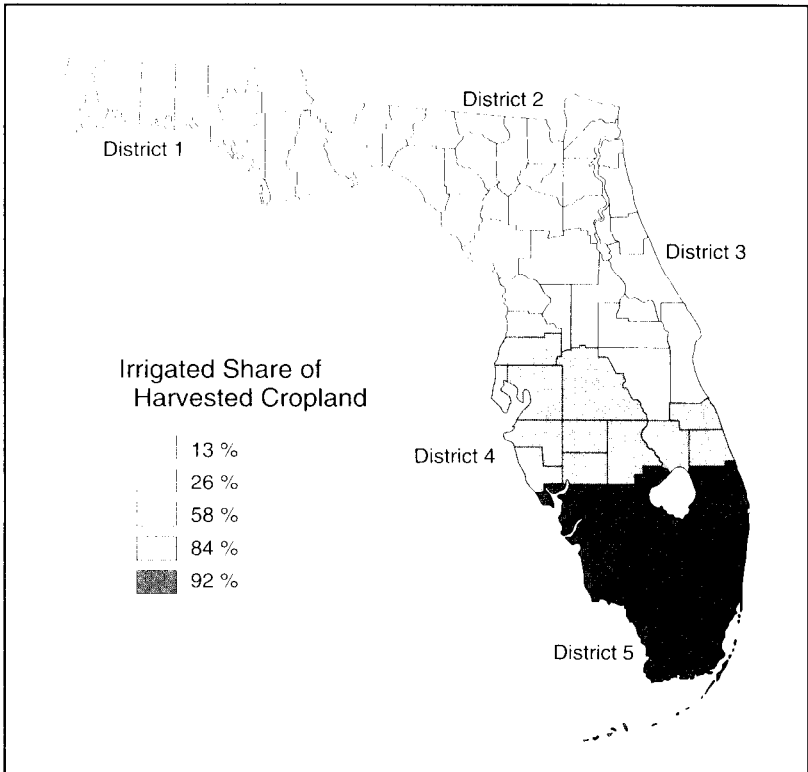 District 2
District 1
District 3
Irrigated Share of
Harvested Cropland
13 %
26 %
58 %
84 %
92 %
District 4
District 5